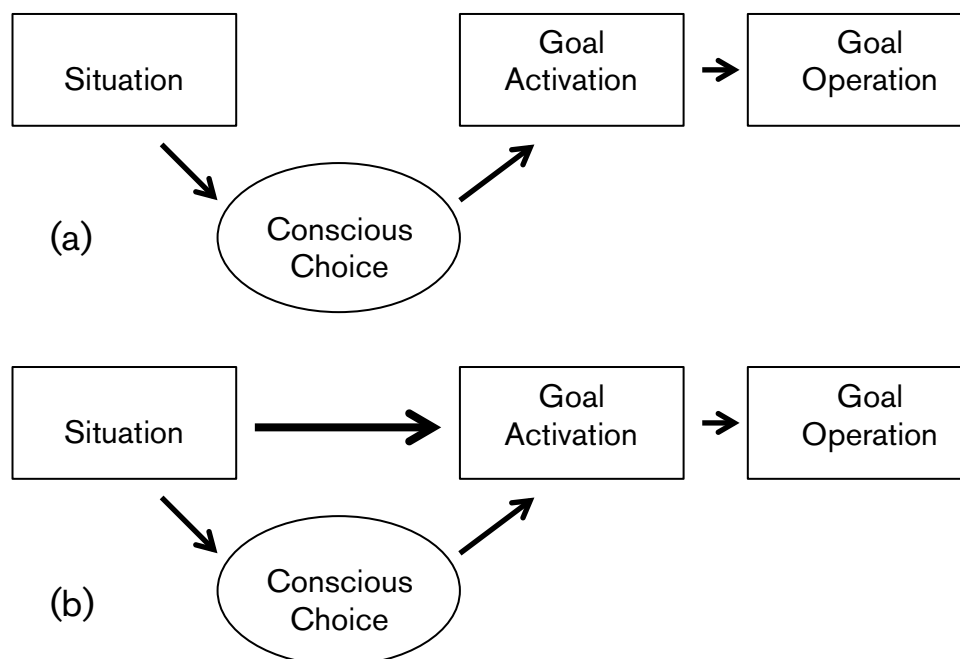 Situation
Goal
Activation
Goal
Operation
Conscious
Choice
(a)
Situation
Goal
Activation
Goal
Operation
Conscious
Choice
(b)